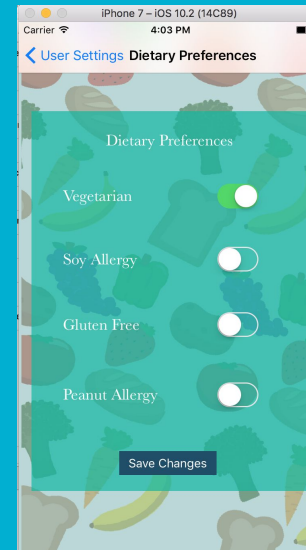 iPhone 7 – iOS 10.2 (14C89)
Carrier 4:03 PM
User Settings Dietary Preferences
Dietary Preferences
Vegetarian
Soy Allergy
Gluten Free
Peanut Allergy
Save Changes